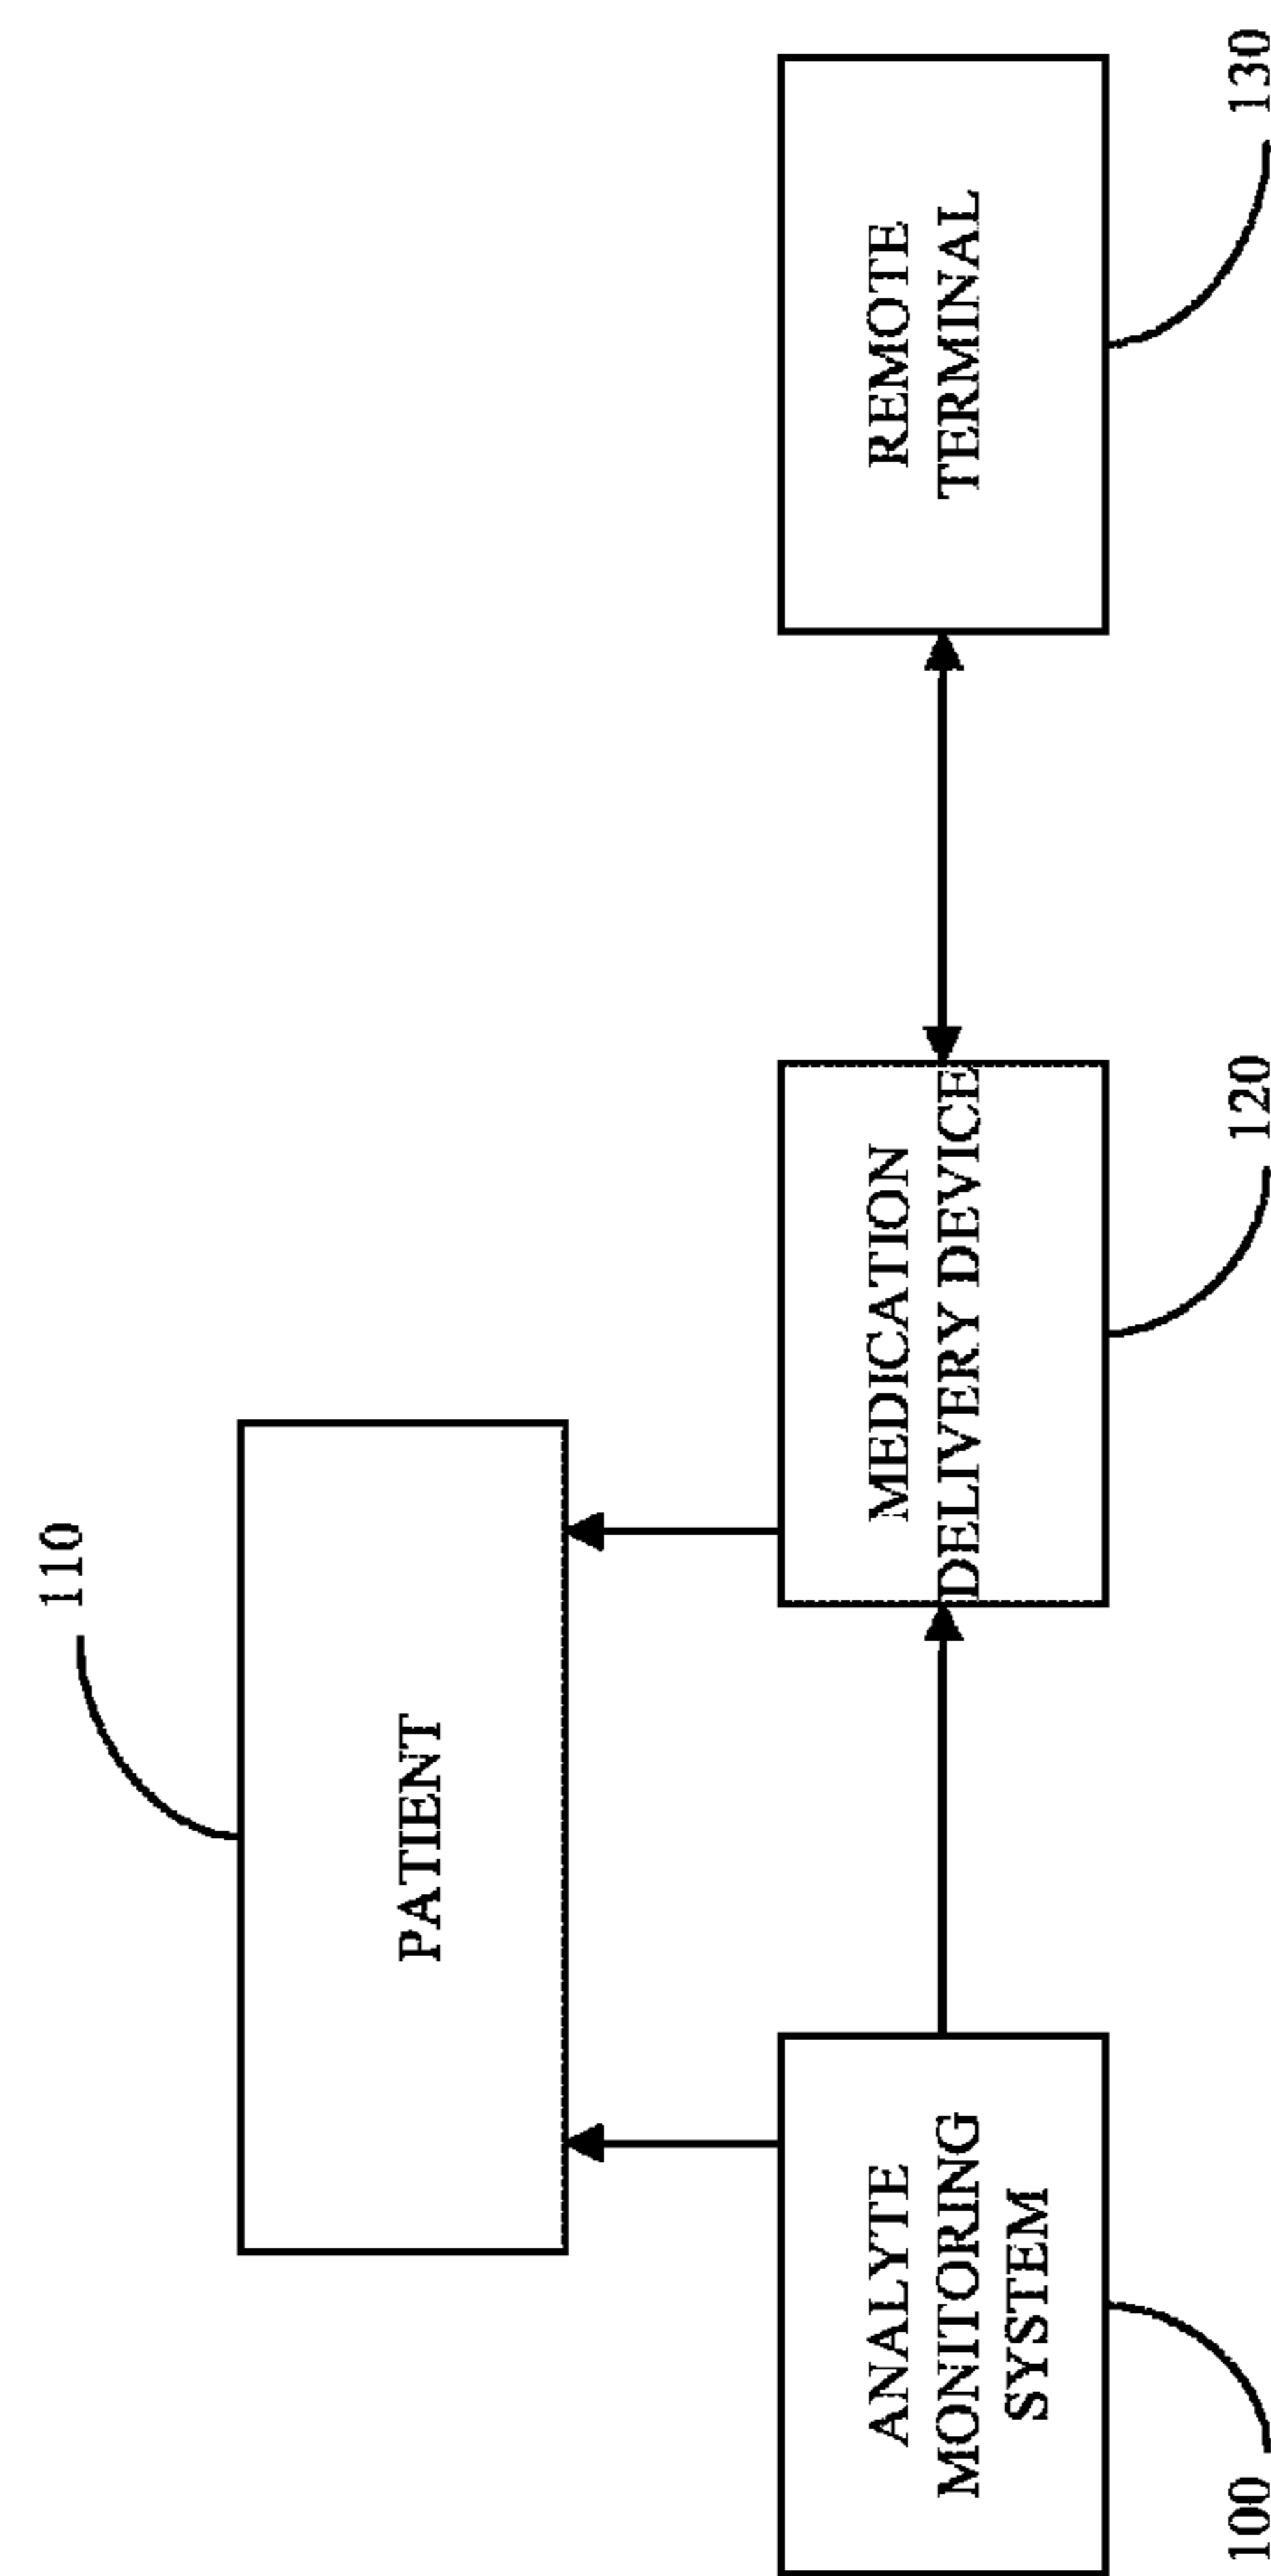 110
PATIENT
ANALYTE
MONITORING
SYSTEM
100
MEDICATION
DELIVERY DEVICE
120
REMOTE
TERMINAL
130